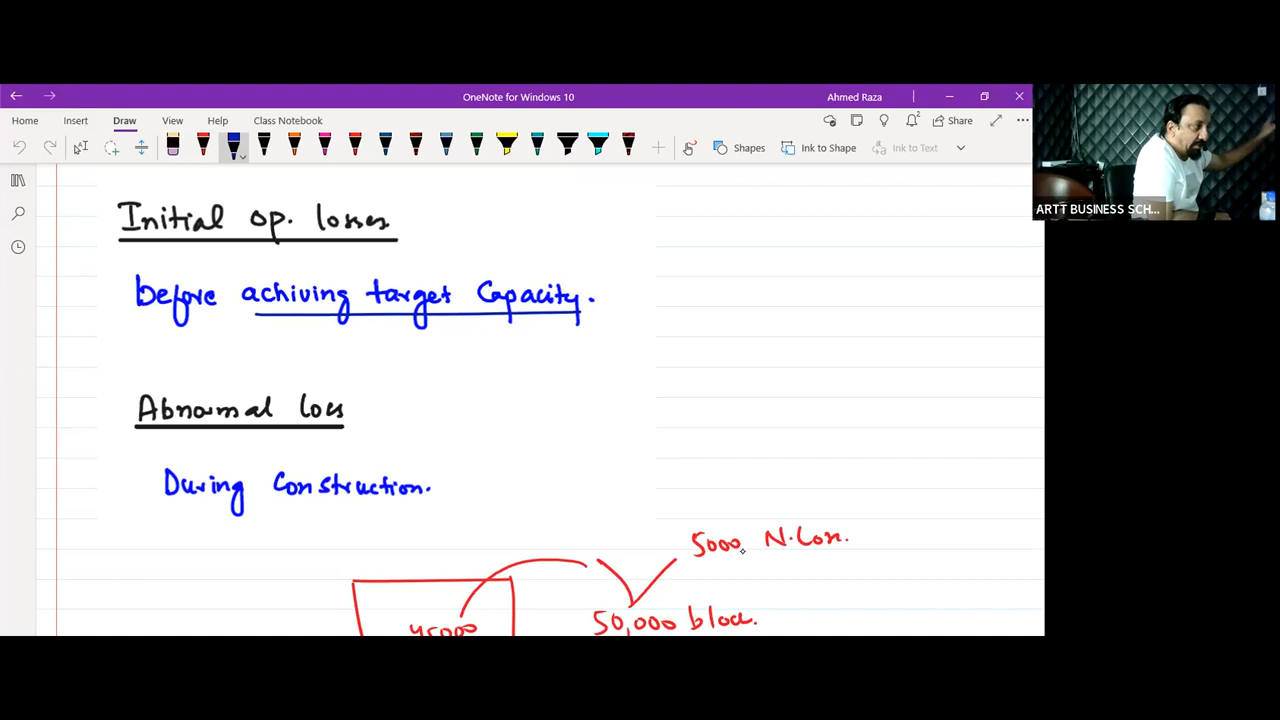 OneNote for Windows 10
Ahmed Raza
Home Insert Draw View Help Class Notebook
Share
Shapes Ink to Shape Ink to Text
ARTT BUSINESS SCH...
Initial op. losses
before achiving target Capacity.
Abnormal loss
During Construction.
5000 N.Loss.
45000
50,000 block.